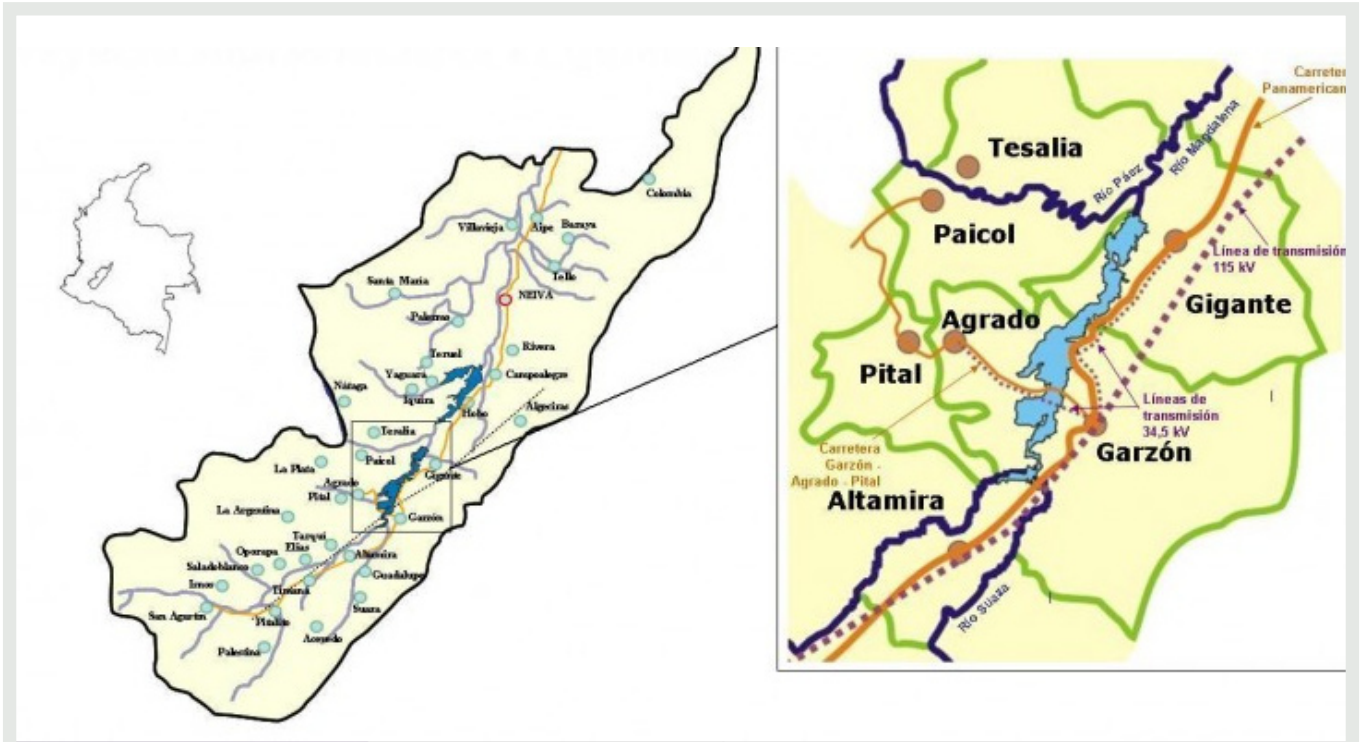 Colombia
Villavieja
Aipe
Baraya
Tello
Santa Maria
NEIVA
Palermo
Rivera
Teruel
Yaguará
Campoalegre
Nátaga
Iquira
Hobo
Algeciras
Tesalia
La Plata
Paicol
Gigante
Agrado
Pital
La Argentina
Garzón
Tarqui
Elias
Oporapa
Altamira
Saladoblanco
Guadalupe
Isnos
Timaná
Suaza
San Agustin
Pitalito
Acevedo
Palestina
Carreter
Panamerican
Río Magdalena
Río Páez
Tesalia
Paicol
Línea de transmisión
115 kV
Gigante
Agrado
Pital
Líneas de
transmisión
34,5 kV
Carretera
Garzón -
Agrado - Pital
Garzón
Altamira
Río Suaza